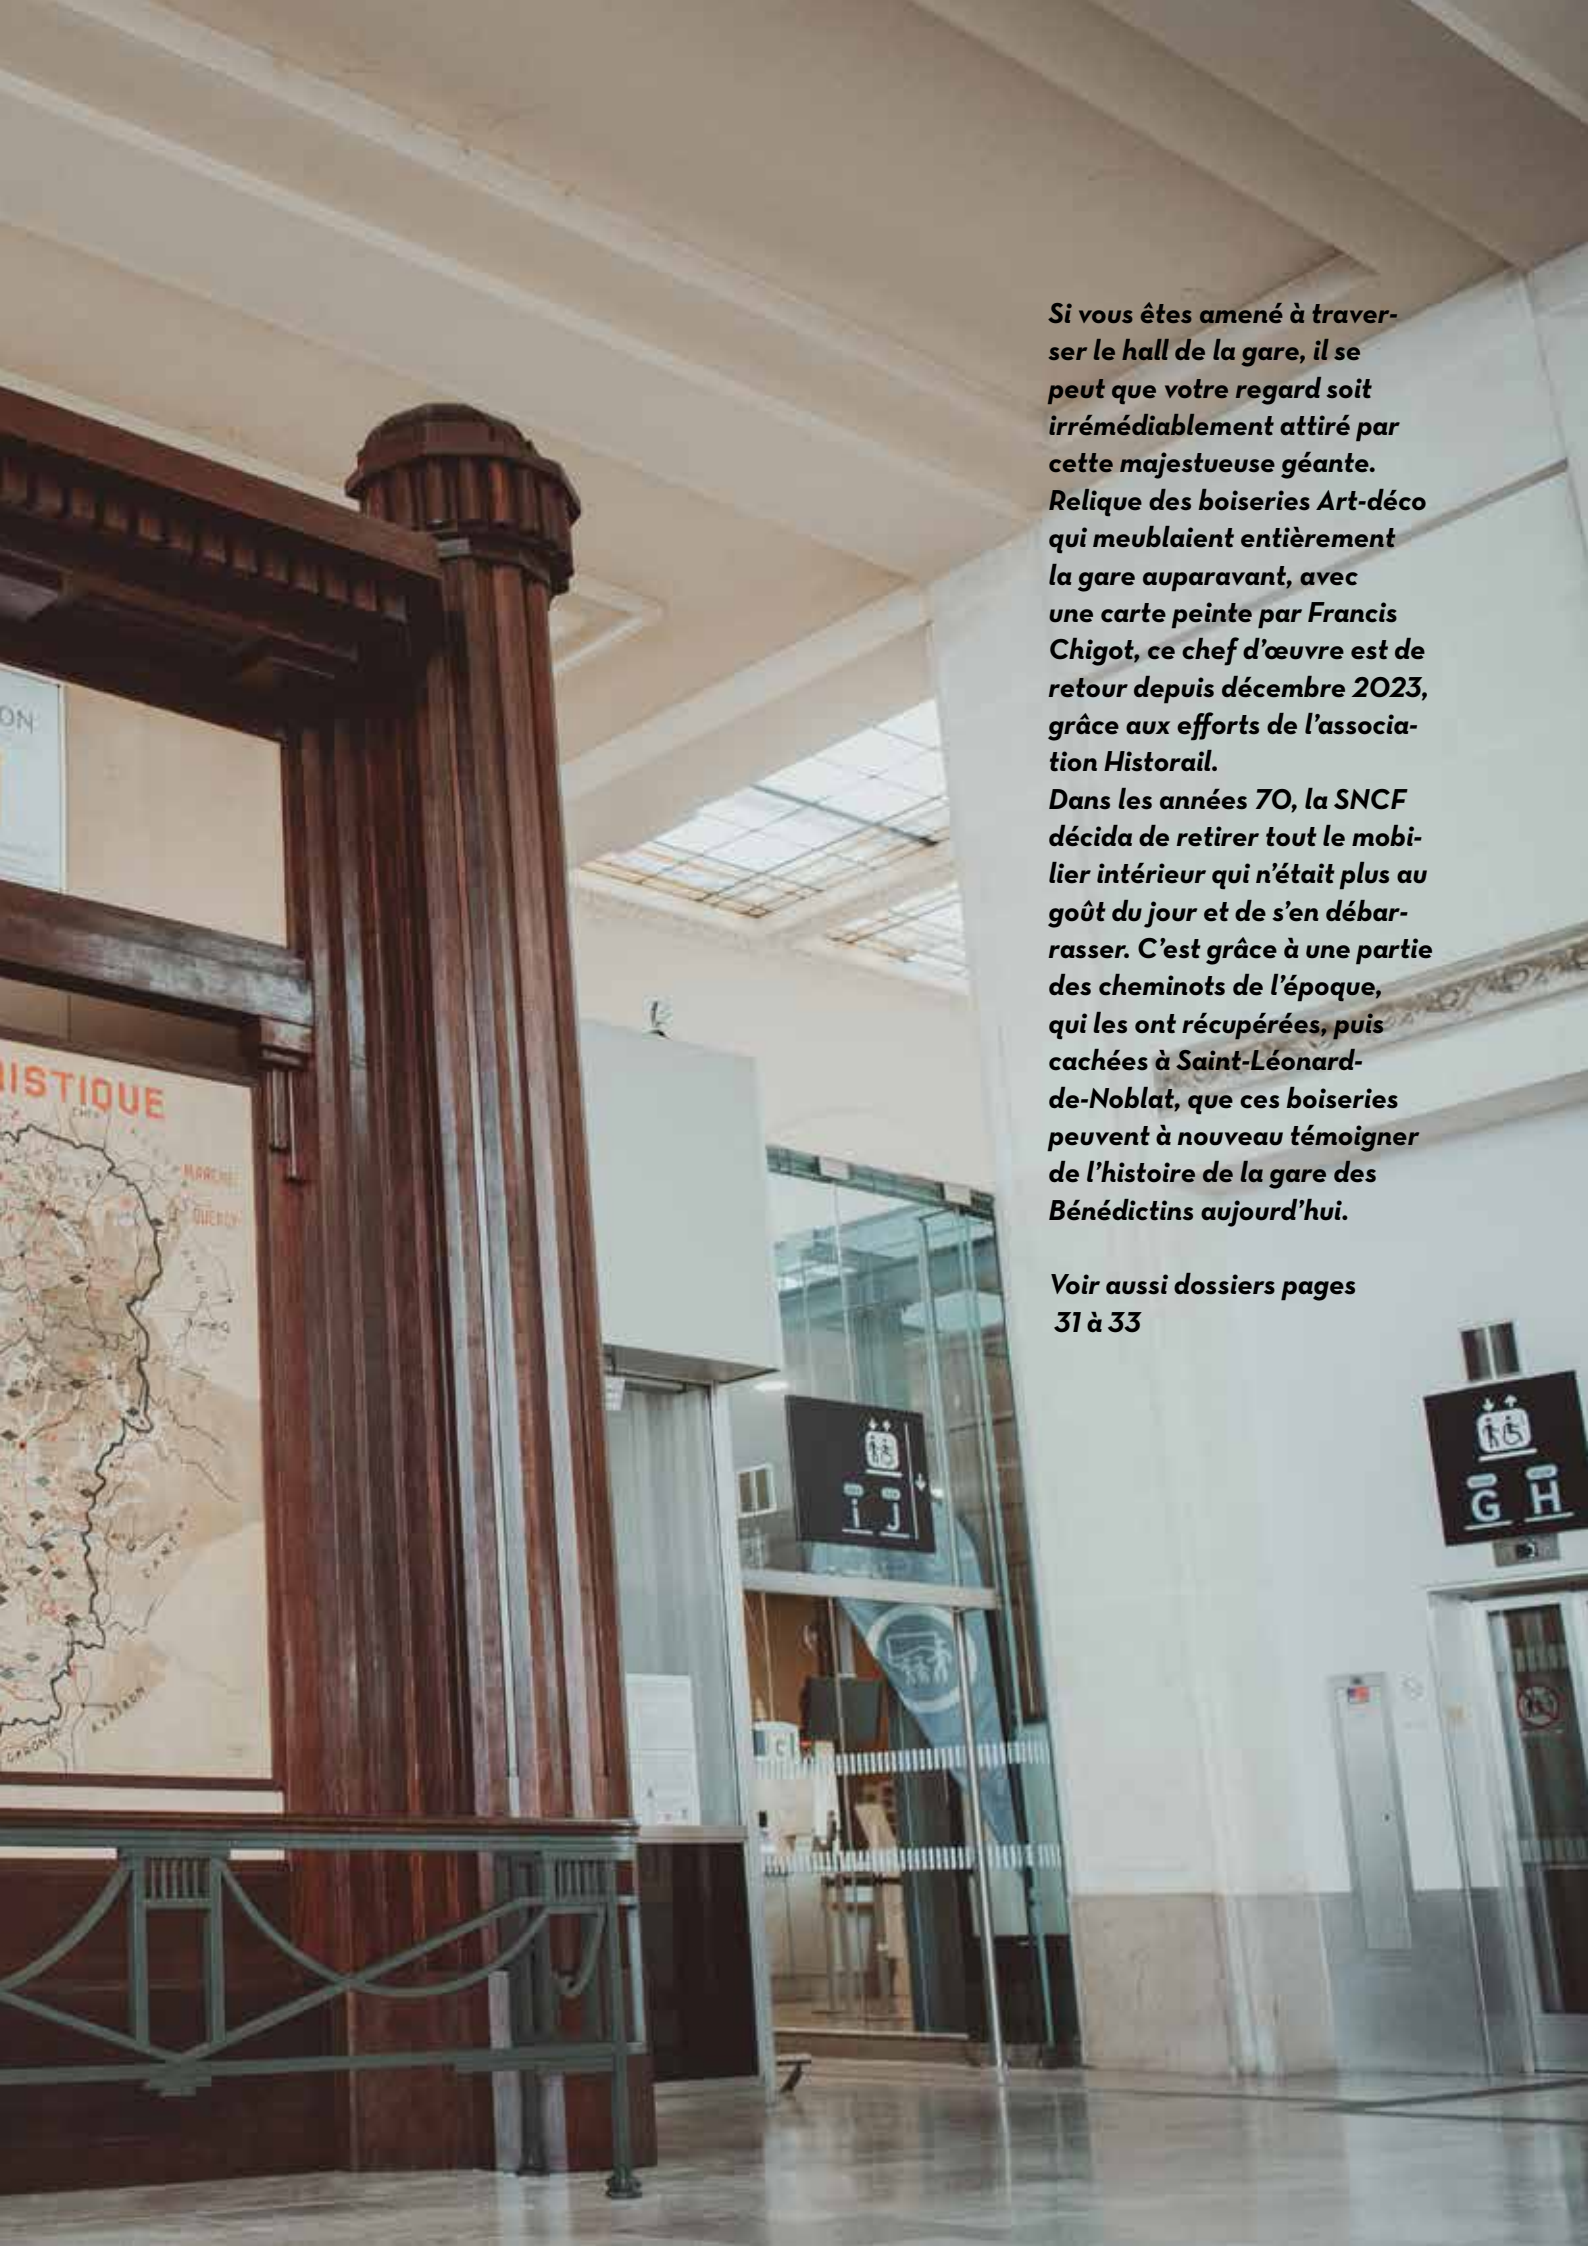 Si vous êtes amené à traver-
ser le hall de la gare, il se
peut que votre regard soit
irrémédiablement attiré par
cette majestueuse géante.
Relique des boiseries Art-déco
qui meublaient entièrement
la gare auparavant, avec
une carte peinte par Francis
Chigot, ce chef d'œuvre est de
retour depuis décembre 2023,
grâce aux efforts de l'associa-
tion Historail.
Dans les années 70, la SNCF
décida de retirer tout le mobi-
lier intérieur qui n'était plus au
goût du jour et de s'en débar-
rasser. C'est grâce à une partie
des cheminots de l'époque,
qui les ont récupérées, puis
cachées à Saint-Léonard-
de-Noblat, que ces boiseries
peuvent à nouveau témoigner
de l'histoire de la gare des
Bénédictins aujourd'hui.
Voir aussi dossiers pages
31 à 33
ON
ISTIQUE
MARCHE
QUERCY
CANTAL
AVEYRON
i J
G H